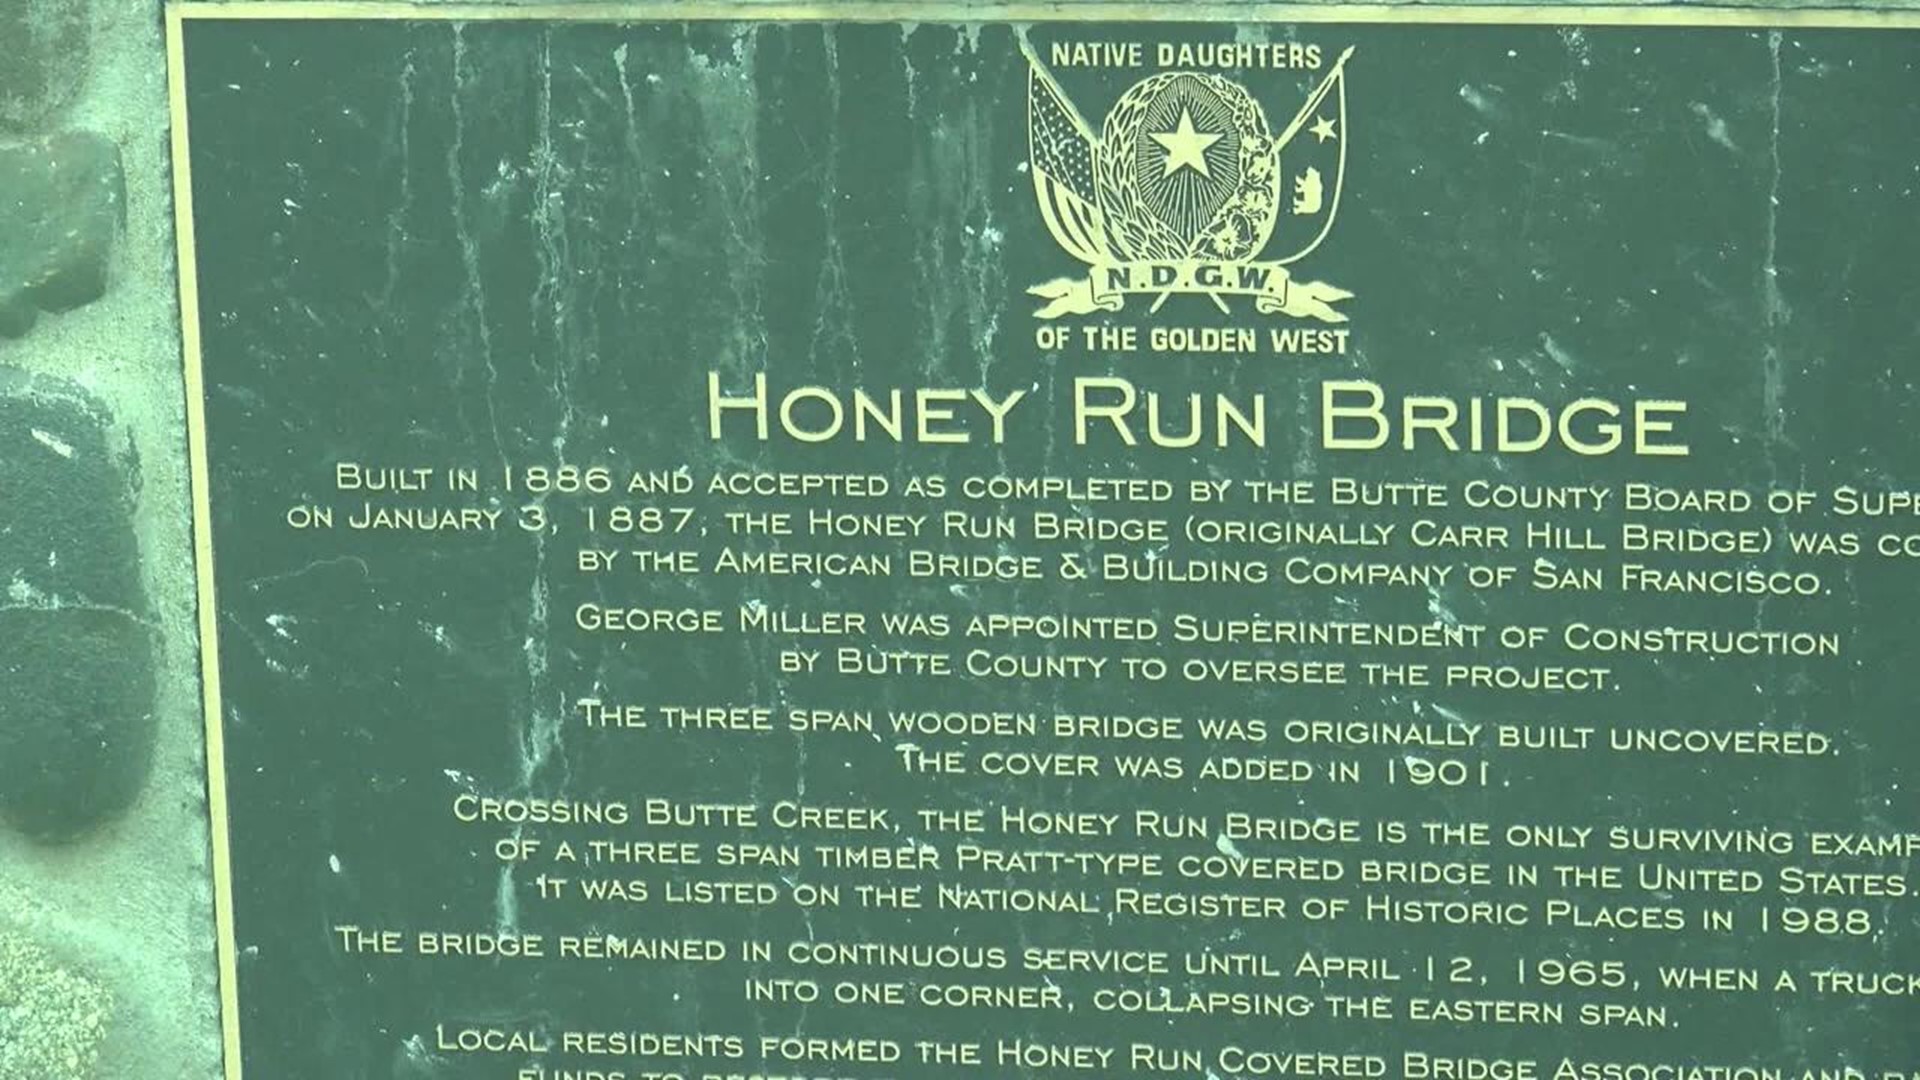 NATIVE DAUGHTERS
N.D.G.W.
OF THE GOLDEN WEST
HONEY RUN BRIDGE
BUILT IN 1886 AND ACCEPTED AS COMPLETED BY THE BUTTE COUNTY BOARD OF
ON JANUARY 3, 1887, THE HONEY RUN BRIDGE (ORIGINALLY CARR HILL BRIDGE) WAS
BY THE AMERICAN BRIDGE & BUILDING COMPANY OF SAN FRANCISCO.
GEORGE MILLER WAS APPOINTED SUPERINTENDENT OF CONSTRUCTION
BY BUTTE COUNTY TO OVERSEE THE PROJECT.
THE THREE SPAN WOODEN BRIDGE WAS ORIGINALLY BUILT UNCOVERED.
THE COVER WAS ADDED IN 1901.
CROSSING BUTTE CREEK, THE HONEY RUN BRIDGE IS THE ONLY SURVIVING
OF A THREE SPAN TIMBER PRATT-TYPE COVERED BRIDGE IN THE UNITED STATES.
IT WAS LISTED ON THE NATIONAL REGISTER OF HISTORIC PLACES IN 1988.
THE BRIDGE REMAINED IN CONTINUOUS SERVICE UNTIL APRIL 12, 1965, WHEN A TRUCK
INTO ONE CORNER, COLLAPSING THE EASTERN SPAN.
LOCAL RESIDENTS FORMED THE HONEY RUN COVERED BRIDGE ASSOCIATION AND
FUNDS TO